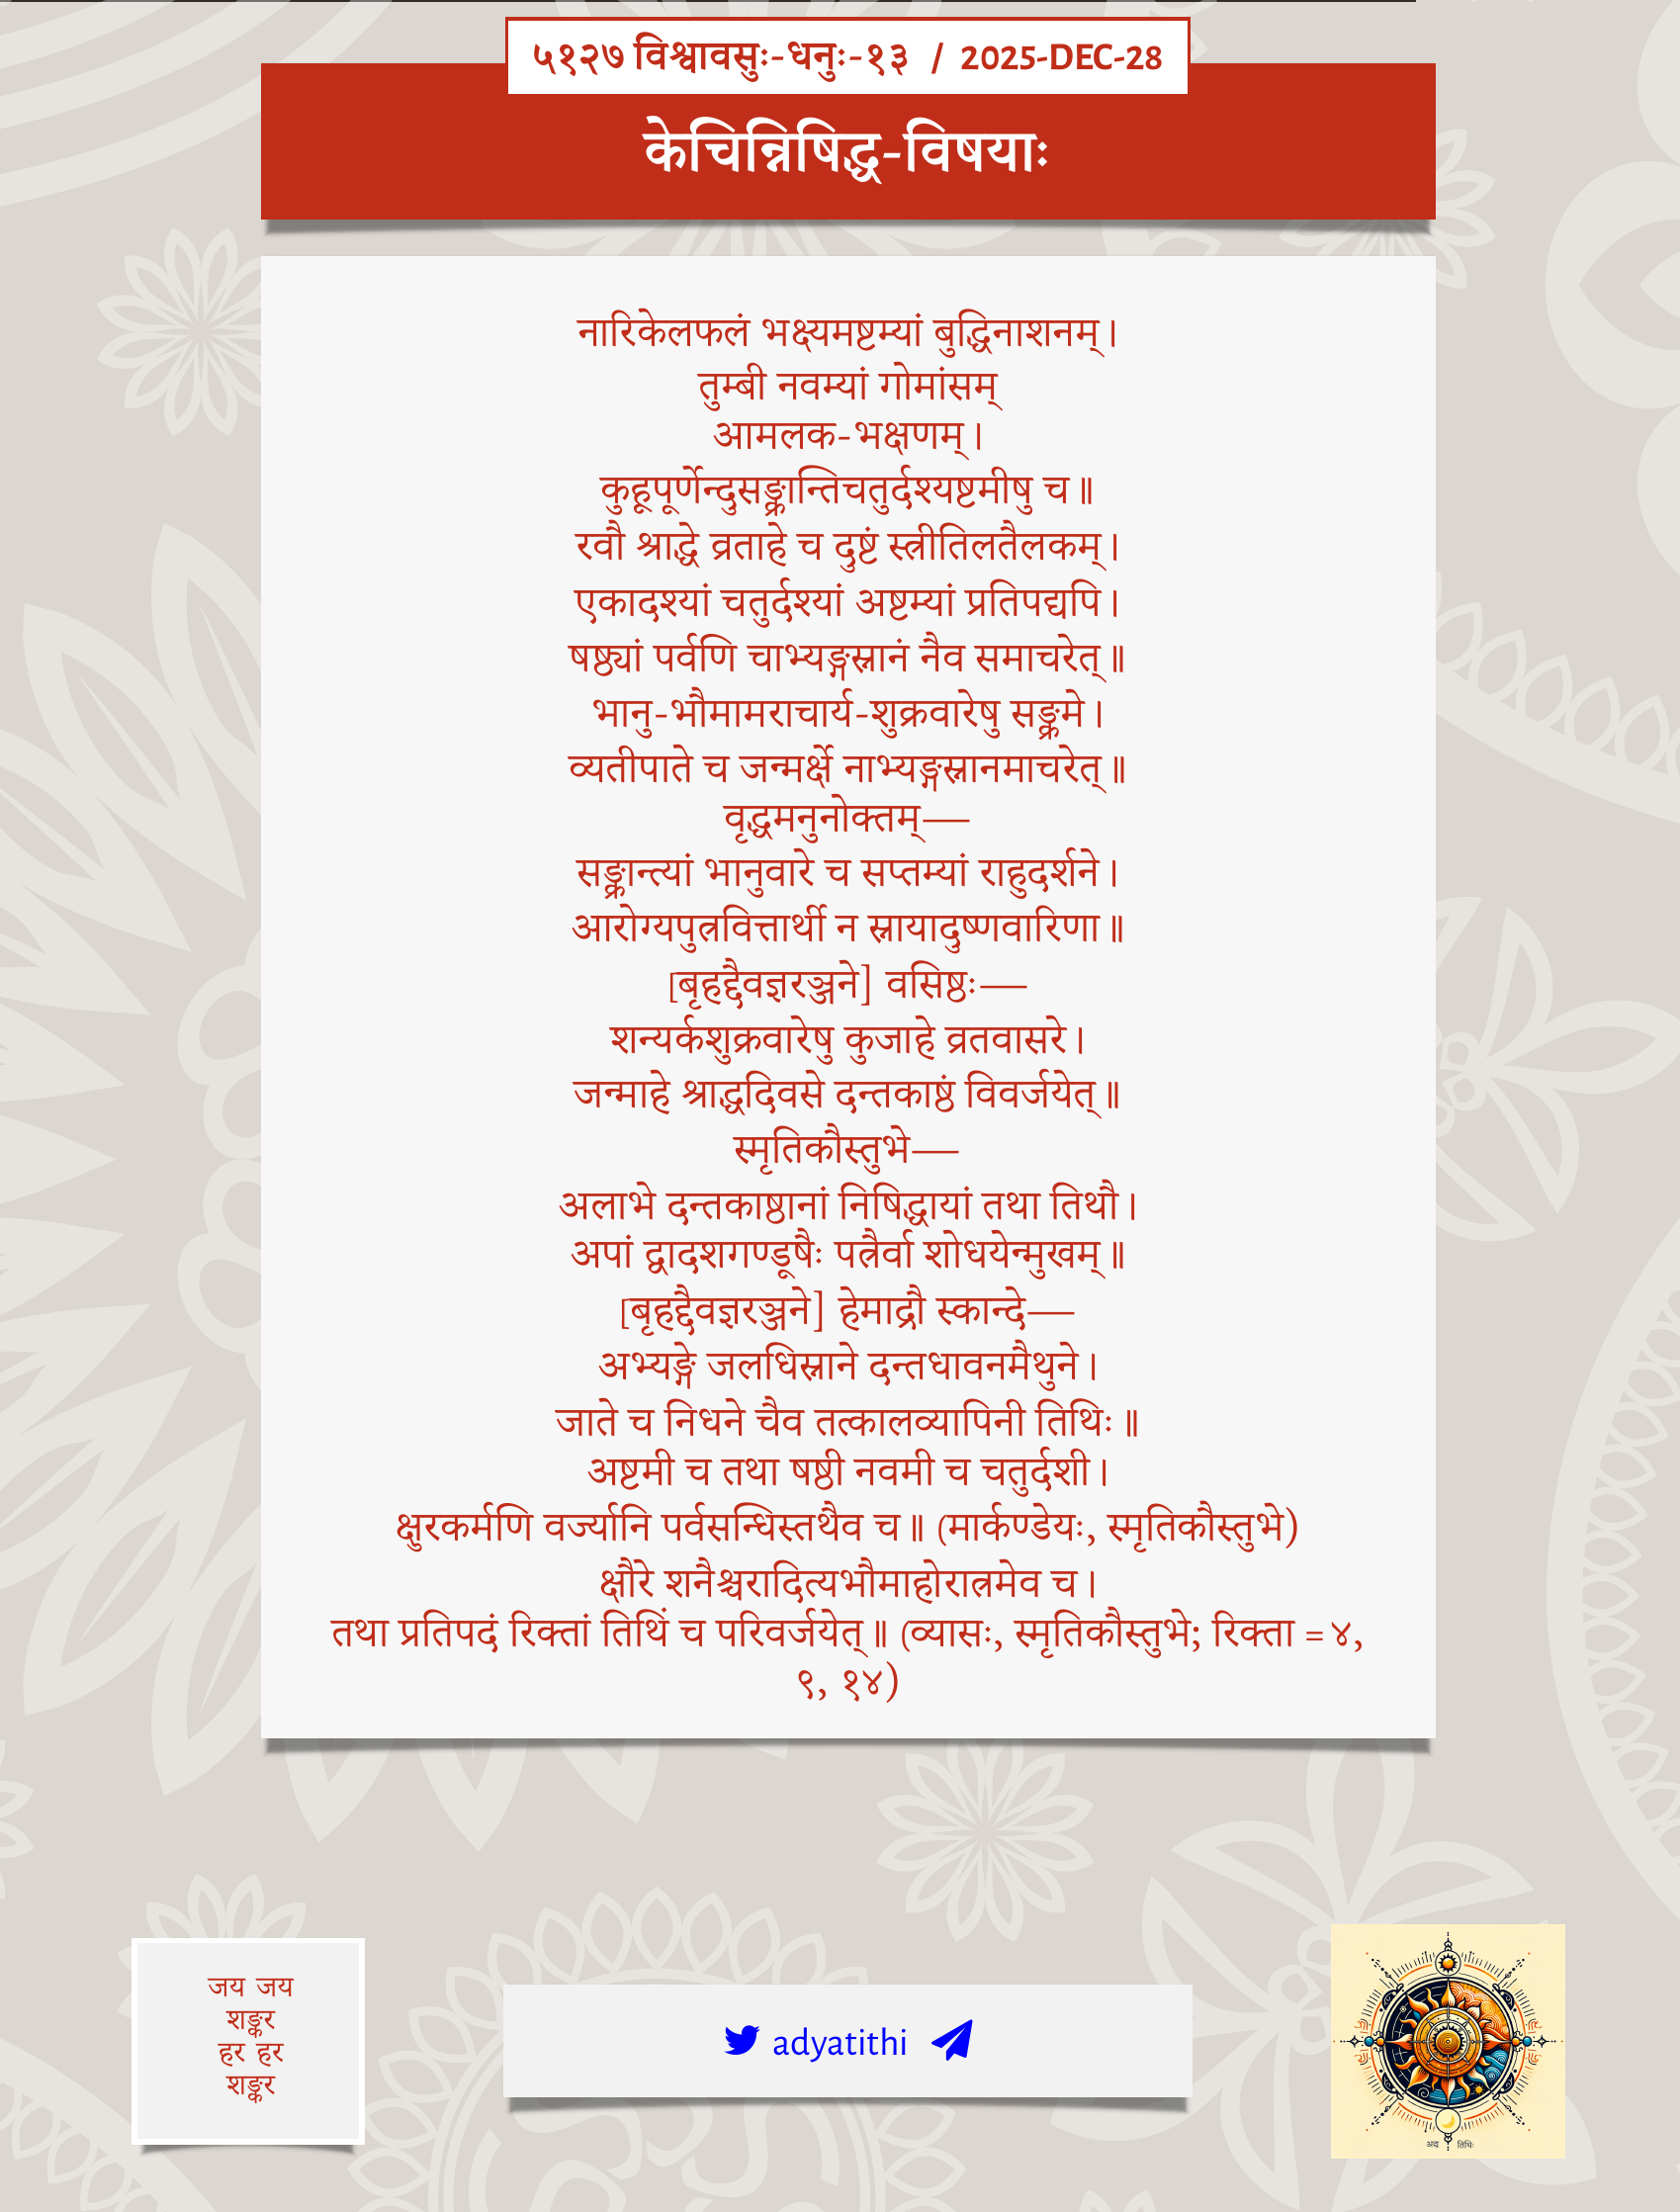 ५१२७ विश्वावसुः-धनुः-१३ / 2025-DEC-28
केचिन्निषिद्ध-विषयाः
नारिकेलफलं भक्ष्यमष्टम्यां बुद्धिनाशनम्।
तुम्बी नवम्यां गोमांसम्
आमलक-भक्षणम्।
कुहूपूर्णेन्दुसङ्क्रान्तिचतुर्दश्यष्टमीषु च॥
रवौ श्राद्धे व्रताहे च दुष्टं स्त्रीतिलतैलकम्।
एकादश्यां चतुर्दश्यां अष्टम्यां प्रतिपद्यपि।
षष्ठ्यां पर्वणि चाभ्यङ्गस्नानं नैव समाचरेत्॥
भानु-भौमामराचार्य-शुक्रवारेषु सङ्क्रमे।
व्यतीपाते च जन्मर्क्षे नाभ्यङ्गस्नानमाचरेत्॥
वृद्धमनुनोक्तम्—
सङ्क्रान्त्यां भानुवारे च सप्तम्यां राहुदर्शने।
आरोग्यपुत्रवित्तार्थी न स्नायादुष्णवारिणा॥
[बृहद्दैवज्ञरञ्जने] वसिष्ठः—
शन्यर्कशुक्रवारेषु कुजाहे व्रतवासरे।
जन्माहे श्राद्धदिवसे दन्तकाष्ठं विवर्जयेत्॥
स्मृतिकौस्तुभे—
अलाभे दन्तकाष्ठानां निषिद्धायां तथा तिथौ।
अपां द्वादशगण्डूषैः पत्रैर्वा शोधयेन्मुखम्॥
[बृहद्दैवज्ञरञ्जने] हेमाद्रौ स्कान्दे—
अभ्यङ्गे जलधिस्नाने दन्तधावनमैथुने।
जाते च निधने चैव तत्कालव्यापिनी तिथिः॥
अष्टमी च तथा षष्ठी नवमी च चतुर्दशी।
क्षुरकर्मणि वर्ज्यानि पर्वसन्धिस्तथैव च॥ (मार्कण्डेयः, स्मृतिकौस्तुभे)
क्षौरे शनैश्चरादित्यभौमाहोरात्रमेव च।
तथा प्रतिपदं रिक्तां तिथिं च परिवर्जयेत्॥ (व्यासः, स्मृतिकौस्तुभे; रिक्ता = ४,
९, १४)
जय जय
शङ्कर
हर हर
शङ्कर
adyatithi
अद्य तिथिः